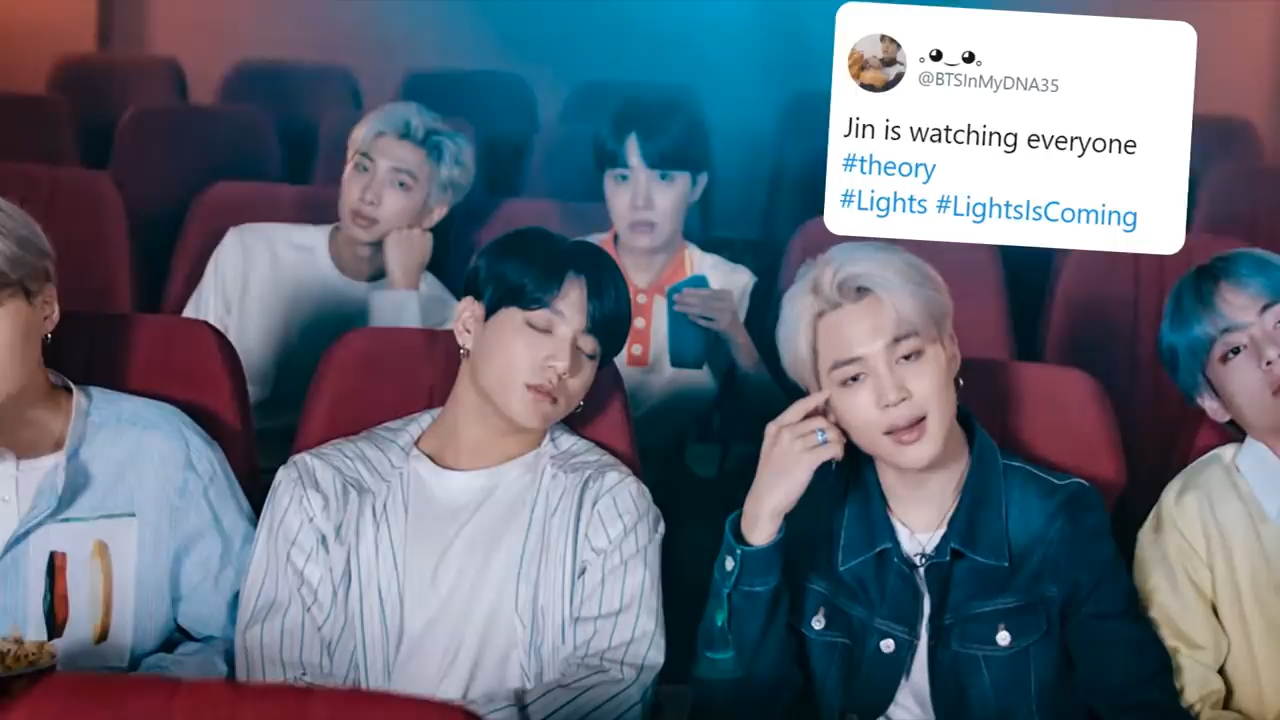 ｡◕‿◕｡
@BTSInMyDNA35
Jin is watching everyone
#theory
#Lights #LightsIsComing